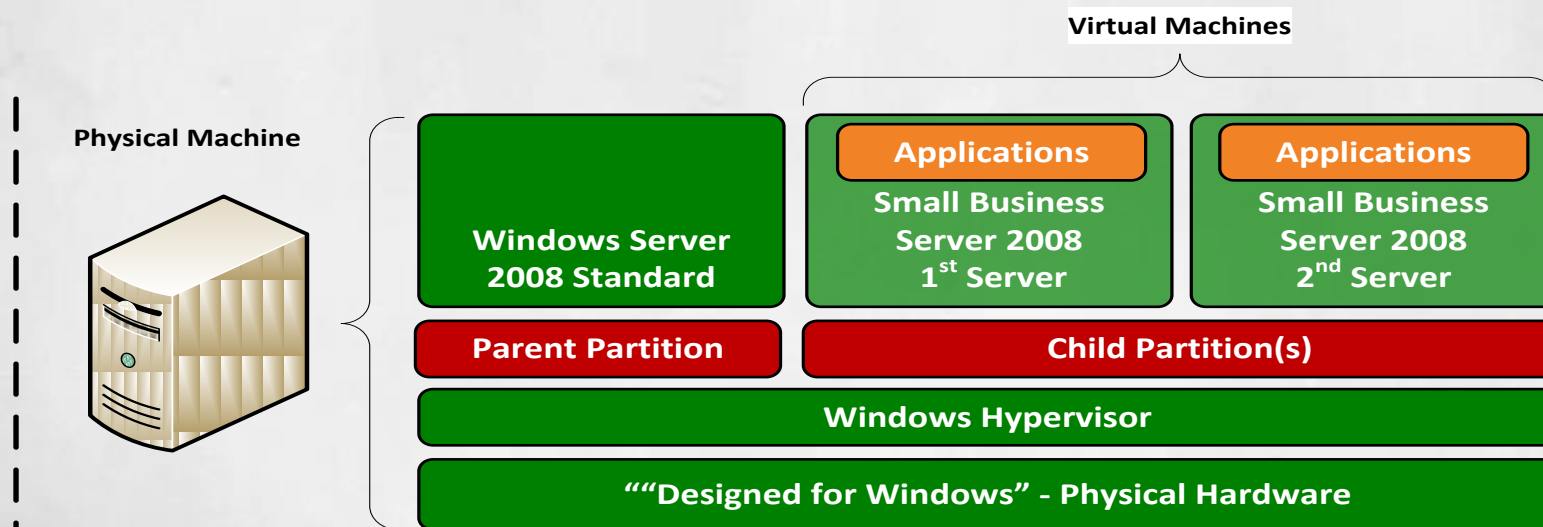 Virtual Machines
Physical Machine
Windows Server
2008 Standard
Applications
Small Business
Server 2008
1st Server
Applications
Small Business
Server 2008
2nd Server
Parent Partition
Child Partition(s)
Windows Hypervisor
““Designed for Windows” - Physical Hardware